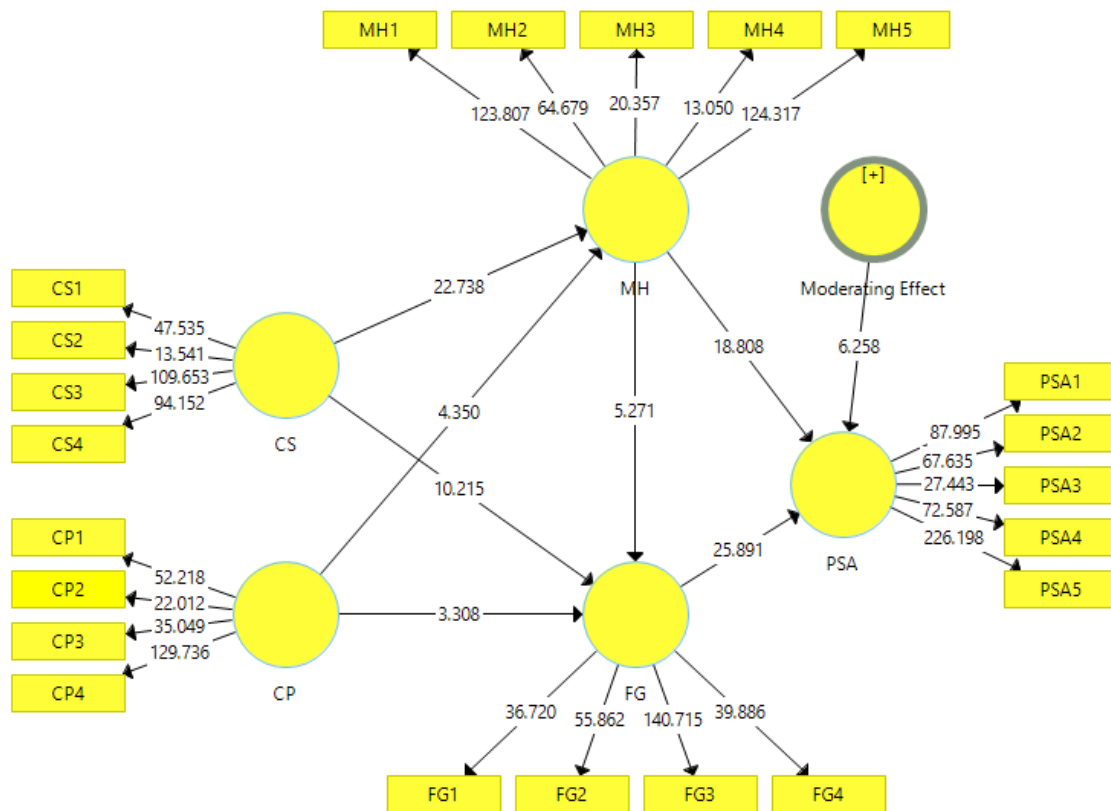 MH1 MH2 MH3 MH4 MH5
123.807 64.679 20.357 13.050 124.317
[+]
MH
Moderating Effect
CS1
CS2
CS3
CS4
47.535
13.541
109.653
94.152
CS
22.738
4.350
10.215
5.271
18.808
6.258
CP1
CP2
CP3
CP4
52.218
22.012
35.049
129.736
CP
3.308
25.891
PSA
87.995
67.635
27.443
72.587
226.198
PSA1
PSA2
PSA3
PSA4
PSA5
FG
36.720 55.862 140.715 39.886
FG1 FG2 FG3 FG4